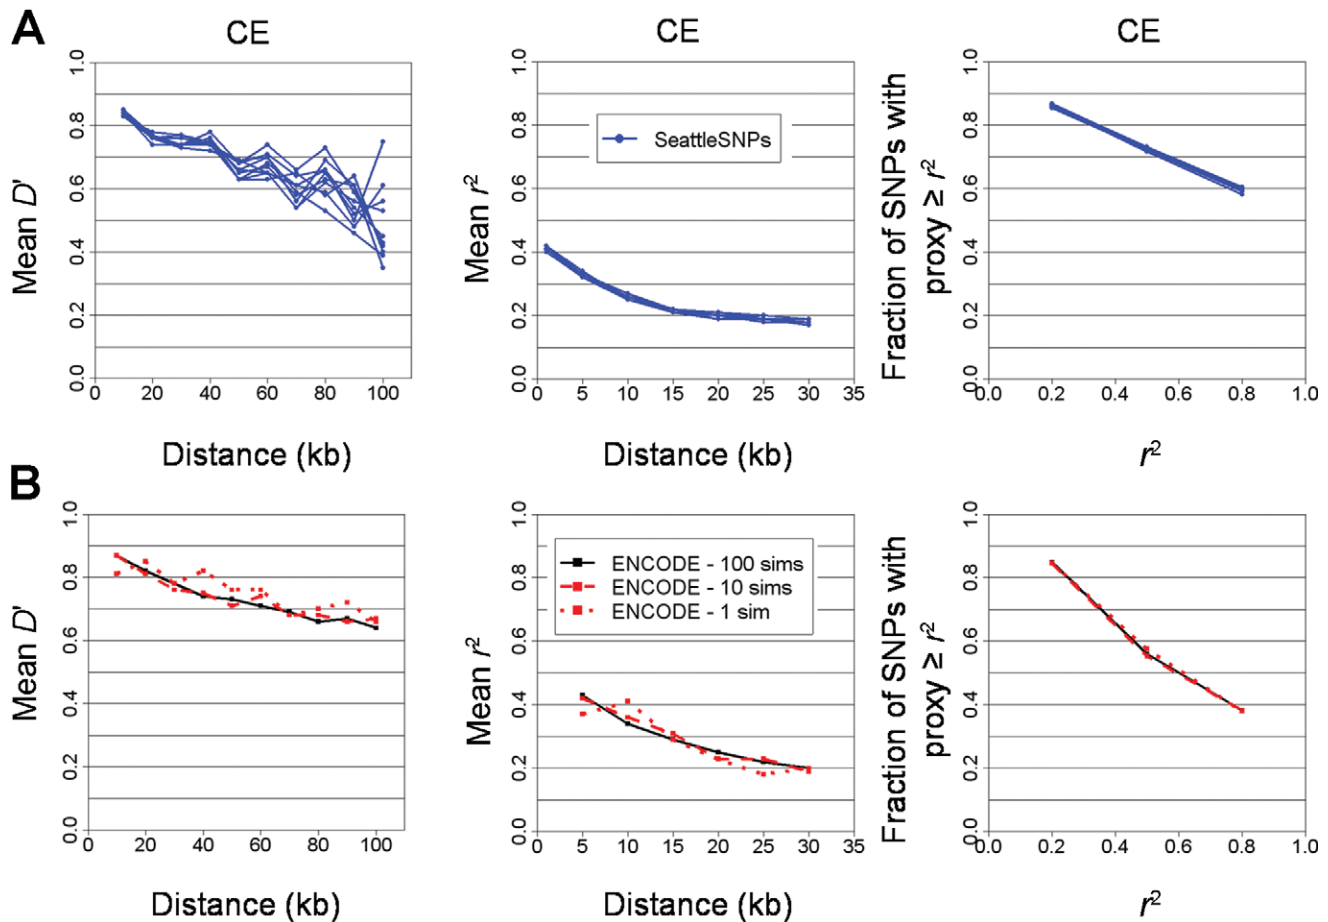 A
CE
Mean D'
0.0 0.2 0.4 0.6 0.8 1.0
0 20 40 60 80 100
Distance (kb)
CE
Mean r²
0.0 0.2 0.4 0.6 0.8 1.0
SeattleSNPs
0 5 10 15 20 25 30 35
Distance (kb)
CE
Fraction of SNPs with
proxy ≥ r²
0.0 0.2 0.4 0.6 0.8 1.0
0.0 0.2 0.4 0.6 0.8 1.0
r²
B
Mean D'
0.0 0.2 0.4 0.6 0.8 1.0
0 20 40 60 80 100
Distance (kb)
Mean r²
0.0 0.2 0.4 0.6 0.8 1.0
ENCODE - 100 sims
ENCODE - 10 sims
ENCODE - 1 sim
0 5 10 15 20 25 30 35
Distance (kb)
Fraction of SNPs with
proxy ≥ r²
0.0 0.2 0.4 0.6 0.8 1.0
0.0 0.2 0.4 0.6 0.8 1.0
r²